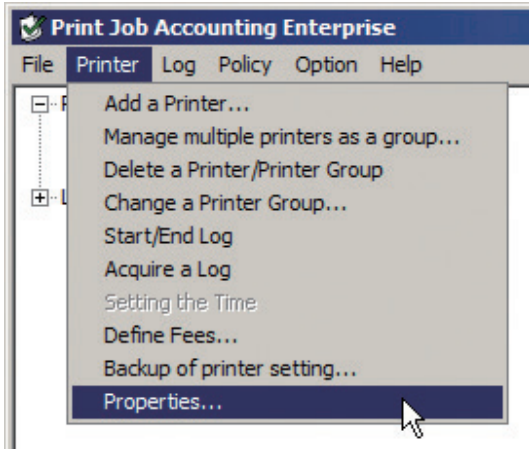 Print Job Accounting Enterprise
File Printer Log Policy Option Help
Add a Printer...
Manage multiple printers as a group...
Delete a Printer/Printer Group
Change a Printer Group...
Start/End Log
Acquire a Log
Setting the Time
Define Fees...
Backup of printer setting...
Properties...